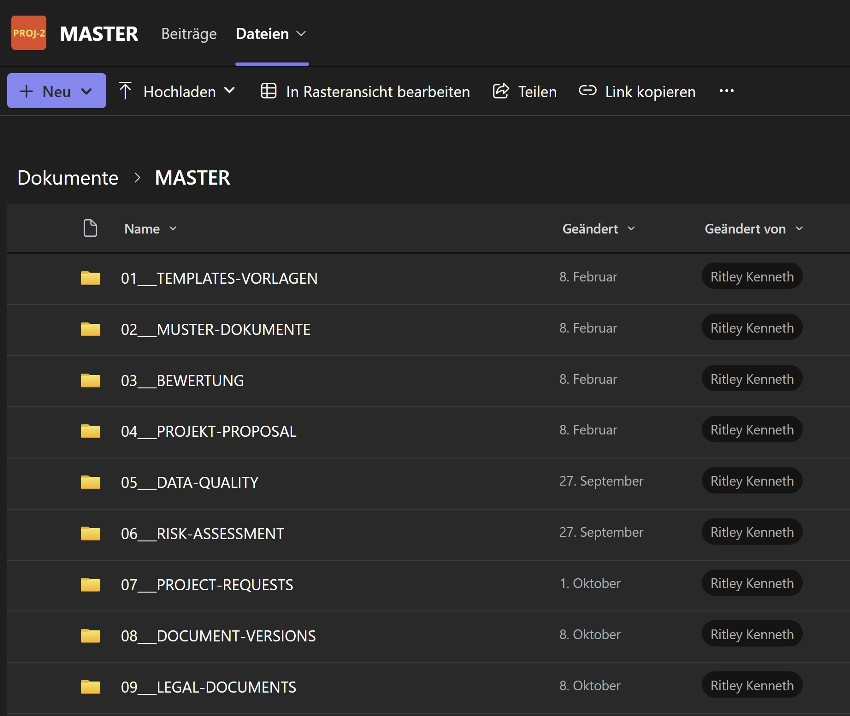 PROJ-2 MASTER Beiträge Dateien
+ Neu Hochladen In Rasteransicht bearbeiten Teilen Link kopieren ...
Dokumente > MASTER
Name Geändert Geändert von
01___TEMPLATES-VORLAGEN 8. Februar Ritley Kenneth
02___MUSTER-DOKUMENTE 8. Februar Ritley Kenneth
03___BEWERTUNG 8. Februar Ritley Kenneth
04___PROJEKT-PROPOSAL 8. Februar Ritley Kenneth
05___DATA-QUALITY 27. September Ritley Kenneth
06___RISK-ASSESSMENT 27. September Ritley Kenneth
07___PROJECT-REQUESTS 1. Oktober Ritley Kenneth
08___DOCUMENT-VERSIONS 8. Oktober Ritley Kenneth
09___LEGAL-DOCUMENTS 8. Oktober Ritley Kenneth